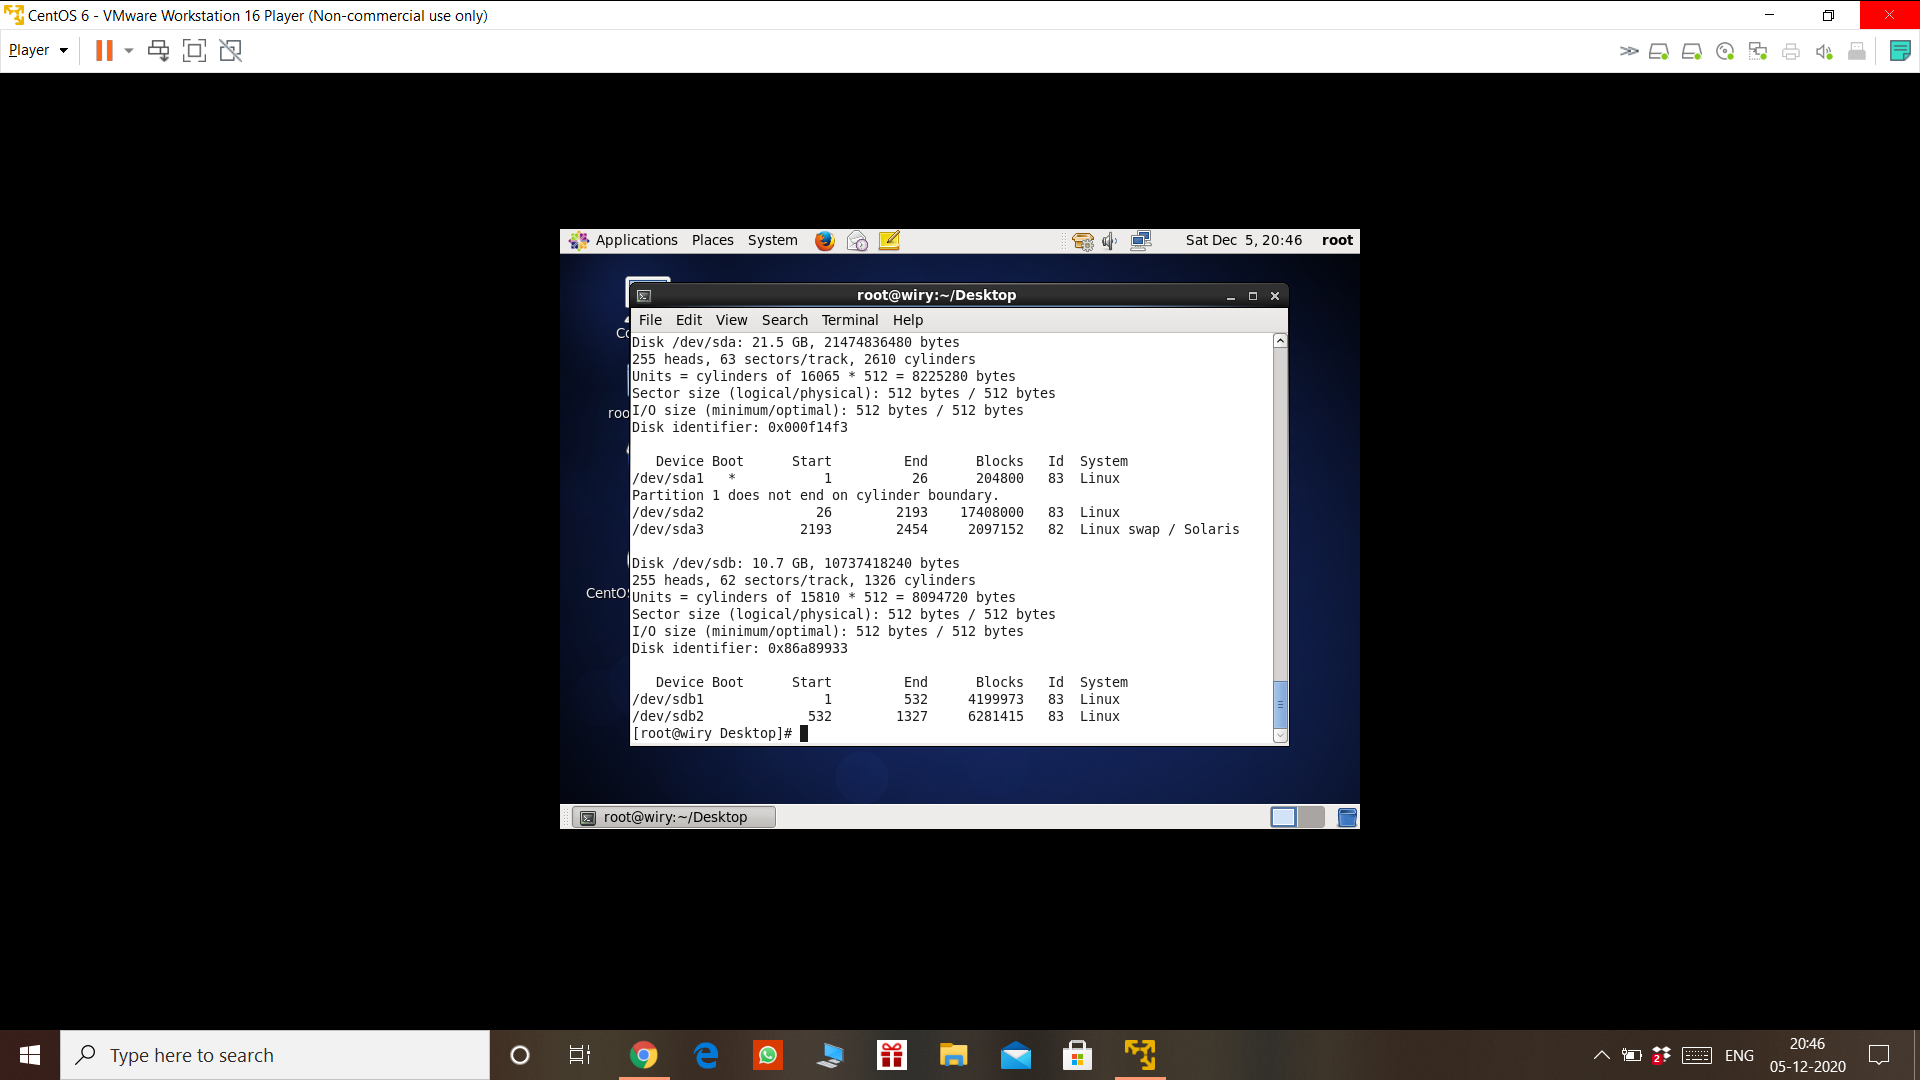 CentOS 6 - VMware Workstation 16 Player (Non-commercial use only)
Player
Applications Places System Sat Dec 5, 20:46 root
root@wiry:~/Desktop
File Edit View Search Terminal Help
Disk /dev/sda: 21.5 GB, 21474836480 bytes
255 heads, 63 sectors/track, 2610 cylinders
Units = cylinders of 16065 * 512 = 8225280 bytes
Sector size (logical/physical): 512 bytes / 512 bytes
I/O size (minimum/optimal): 512 bytes / 512 bytes
Disk identifier: 0x000f14f3
Device Boot Start End Blocks Id System
/dev/sda1 * 1 26 204800 83 Linux
Partition 1 does not end on cylinder boundary.
/dev/sda2 26 2193 17408000 83 Linux
/dev/sda3 2193 2454 2097152 82 Linux swap / Solaris
Disk /dev/sdb: 10.7 GB, 10737418240 bytes
255 heads, 62 sectors/track, 1326 cylinders
Units = cylinders of 15810 * 512 = 8094720 bytes
Sector size (logical/physical): 512 bytes / 512 bytes
I/O size (minimum/optimal): 512 bytes / 512 bytes
Disk identifier: 0x86a89933
Device Boot Start End Blocks Id System
/dev/sdb1 1 532 4199973 83 Linux
/dev/sdb2 532 1327 6281415 83 Linux
[root@wiry Desktop]#
Co
roo
CentOS
root@wiry:~/Desktop
Type here to search
2
ENG
20:46
05-12-2020